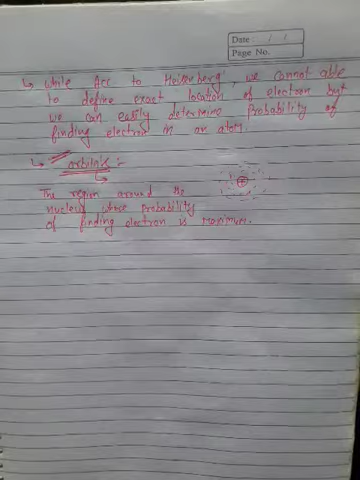 Date : / /
Page No.
↳ while Acc to Heisenberg, we cannot able
to define exact location of electron but
we can easily determine probability of
finding electron in an atom.
↳ orbitals :-
The region around the
nucleus whose probability
of finding electron is maximum.
+